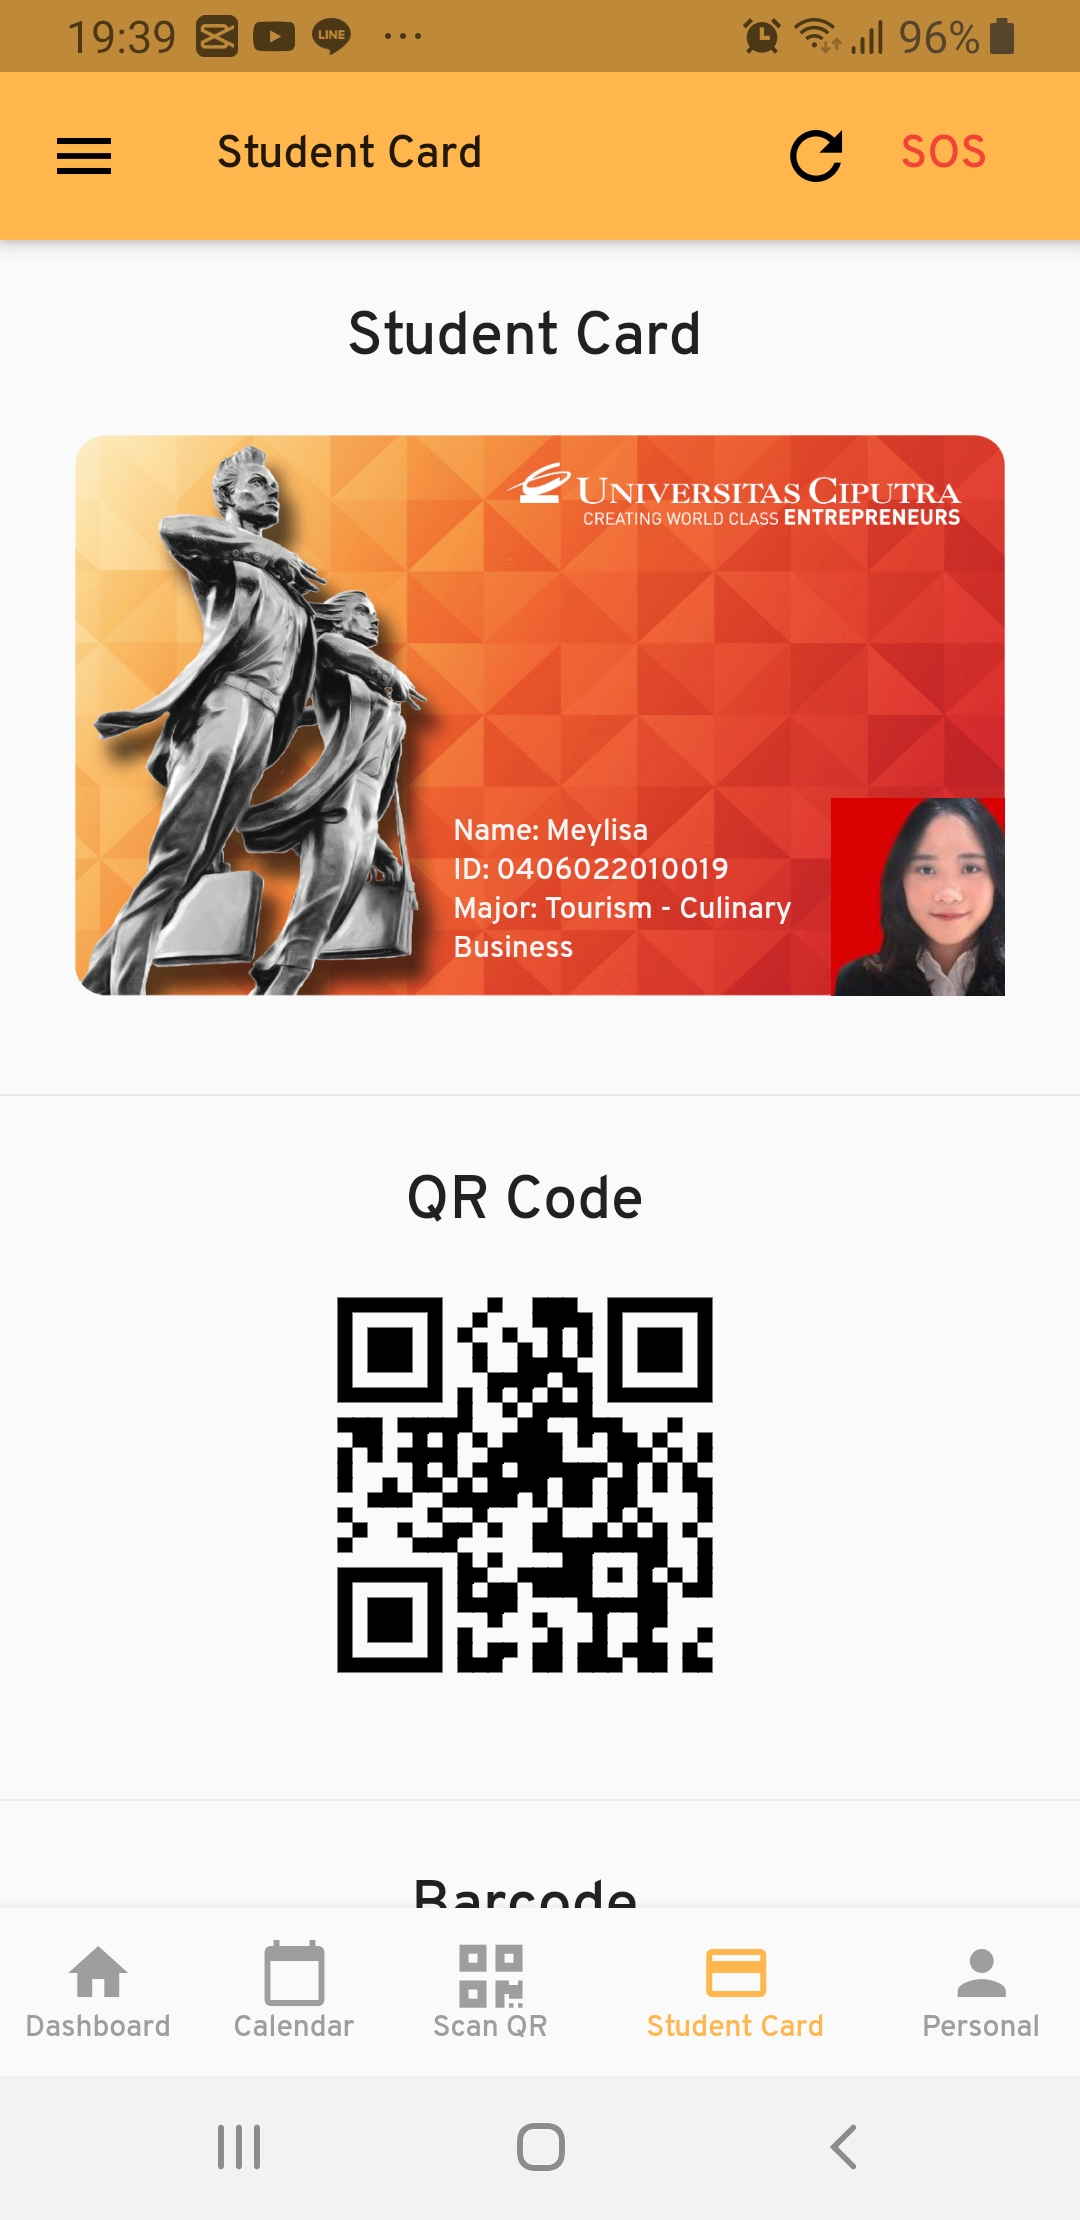 19:39 LINE 96%
Student Card SOS
Student Card
UNIVERSITAS CIPUTRA
CREATING WORLD CLASS ENTREPRENEURS
Name: Meylisa
ID: 0406022010019
Major: Tourism - Culinary
Business
QR Code
Barcode
Dashboard Calendar Scan QR Student Card Personal